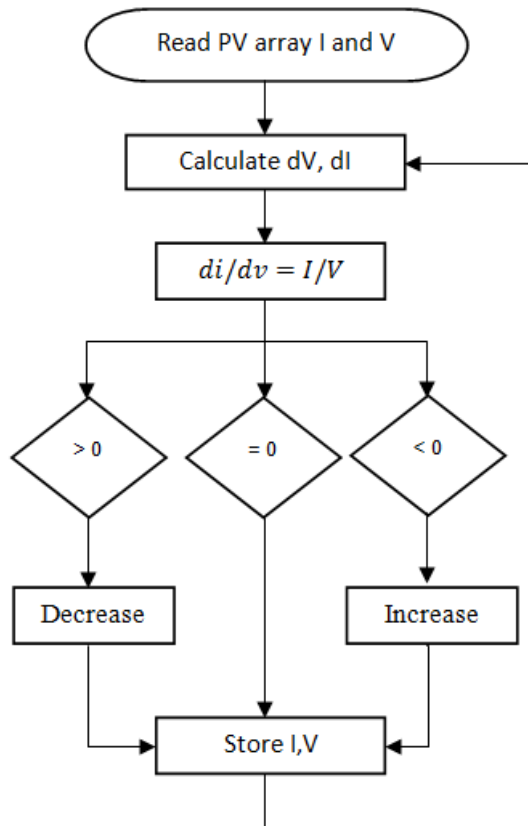 Read PV array I and V
Calculate dV, dI
di/dv = I/V
> 0
= 0
< 0
Decrease
Increase
Store I,V